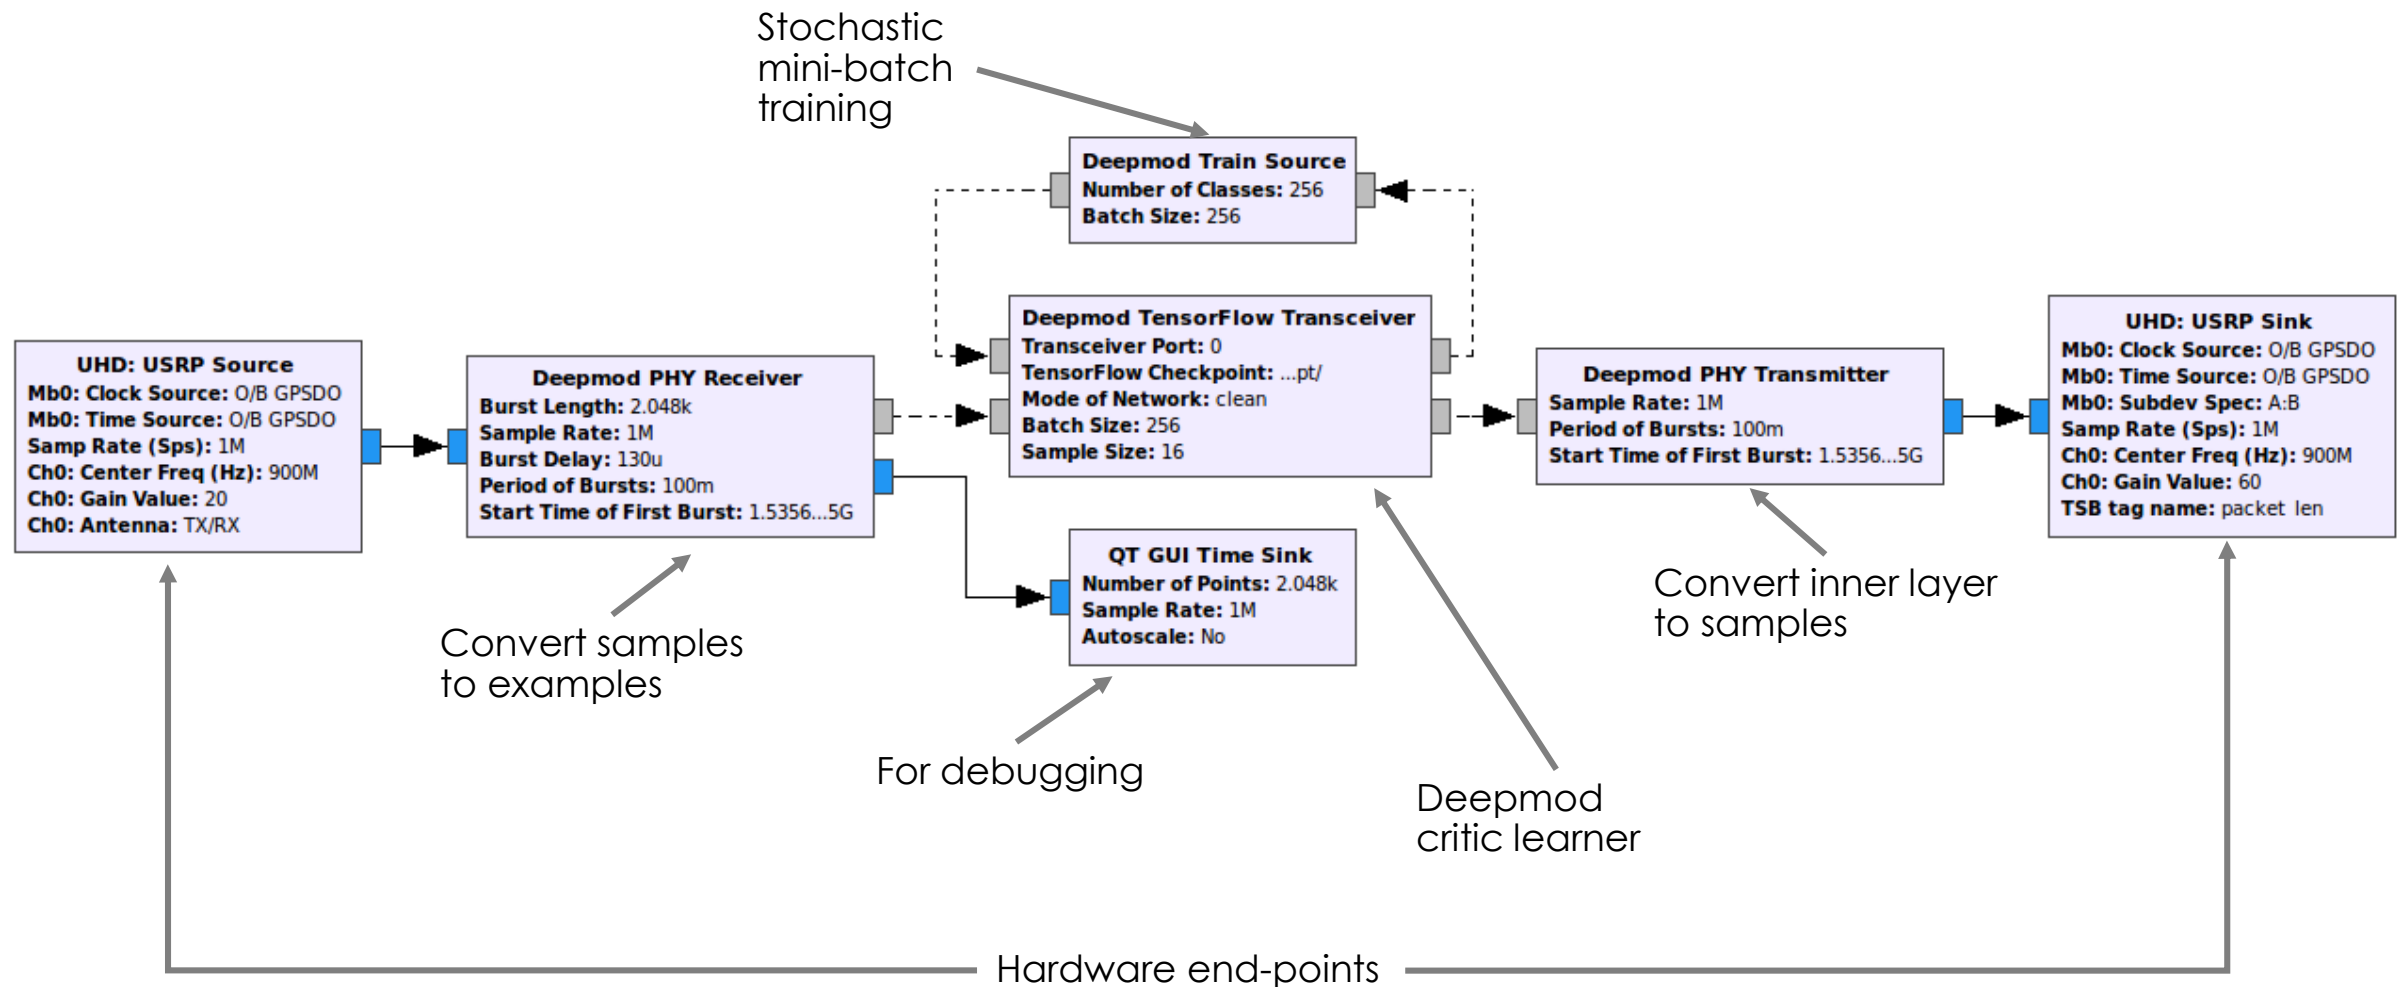 Stochastic
mini-batch
training
Deepmod Train Source
Number of Classes: 256
Batch Size: 256
UHD: USRP Source
Mb0: Clock Source: O/B GPSDO
Mb0: Time Source: O/B GPSDO
Samp Rate (Sps): 1M
Ch0: Center Freq (Hz): 900M
Ch0: Gain Value: 20
Ch0: Antenna: TX/RX
Deepmod PHY Receiver
Burst Length: 2.048k
Sample Rate: 1M
Burst Delay: 130u
Period of Bursts: 100m
Start Time of First Burst: 1.5356...5G
Deepmod TensorFlow Transceiver
Transceiver Port: 0
TensorFlow Checkpoint: ...pt/
Mode of Network: clean
Batch Size: 256
Sample Size: 16
Deepmod PHY Transmitter
Sample Rate: 1M
Period of Bursts: 100m
Start Time of First Burst: 1.5356...5G
UHD: USRP Sink
Mb0: Clock Source: O/B GPSDO
Mb0: Time Source: O/B GPSDO
Mb0: Subdev Spec: A:B
Samp Rate (Sps): 1M
Ch0: Center Freq (Hz): 900M
Ch0: Gain Value: 60
TSB tag name: packet_len
QT GUI Time Sink
Number of Points: 2.048k
Sample Rate: 1M
Autoscale: No
Convert samples
to examples
Convert inner layer
to samples
For debugging
Deepmod
critic learner
Hardware end-points